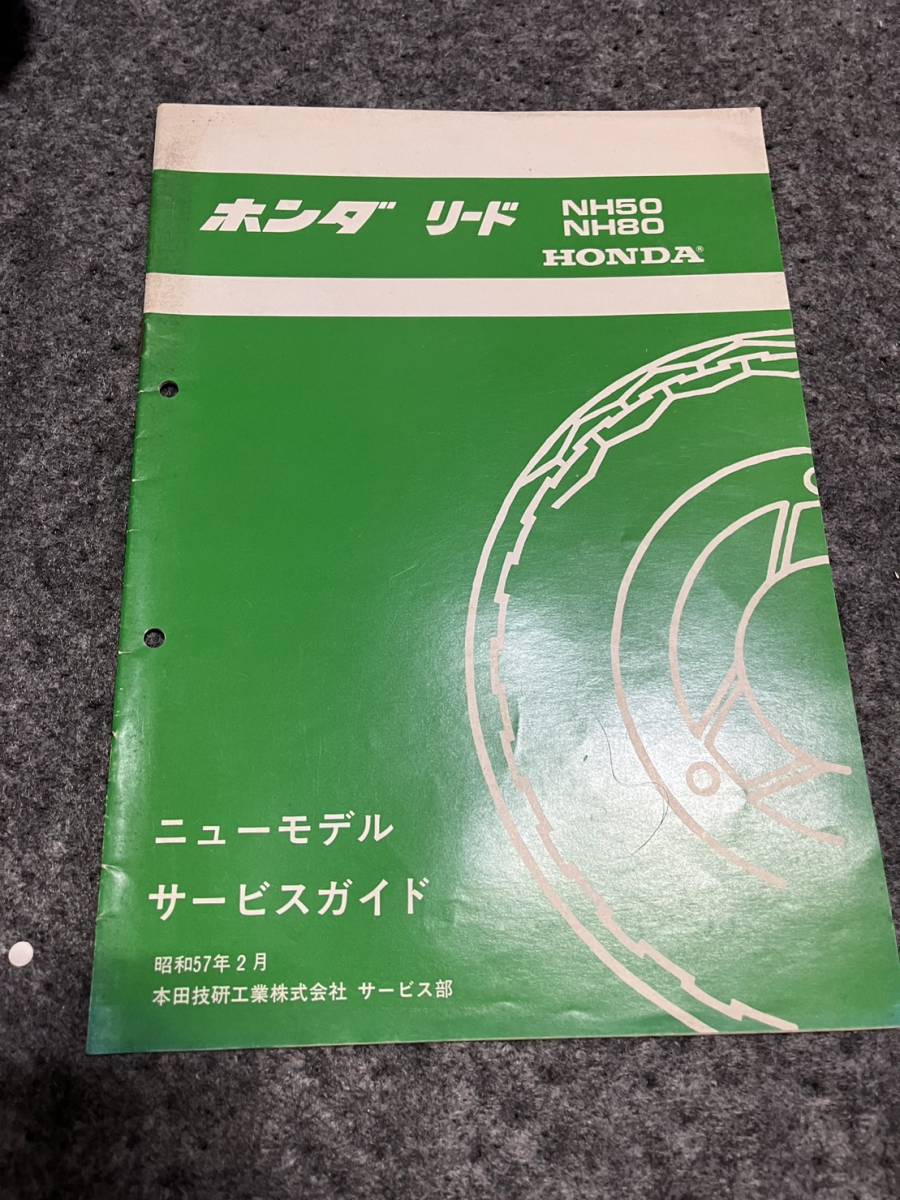 ホンダ リード NH50
NH80
HONDA®
ニューモデル
サービスガイド
昭和57年2月
本田技研工業株式会社 サービス部